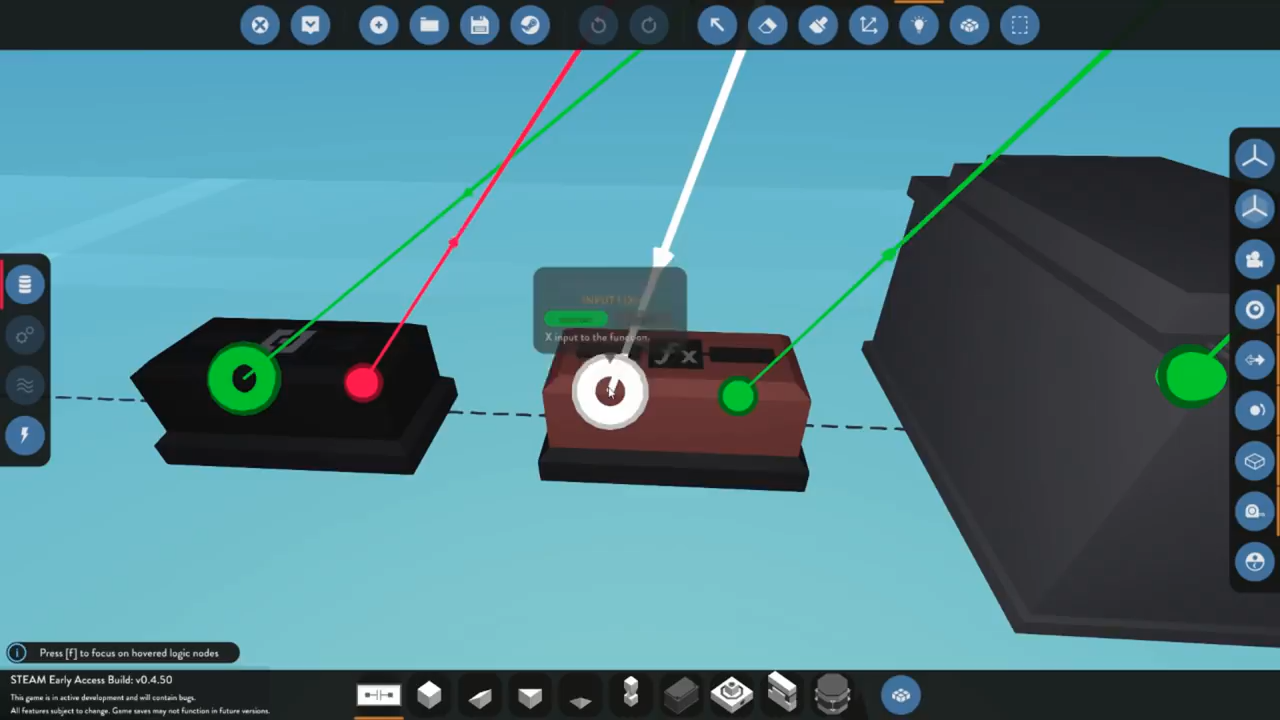 INPUT (X)
X input to the function.
ƒx
Press [f] to focus on hovered logic nodes
STEAM Early Access Build: v0.4.50
This game is in active development and will contain bugs.
All features subject to change. Game saves may not function in future versions.